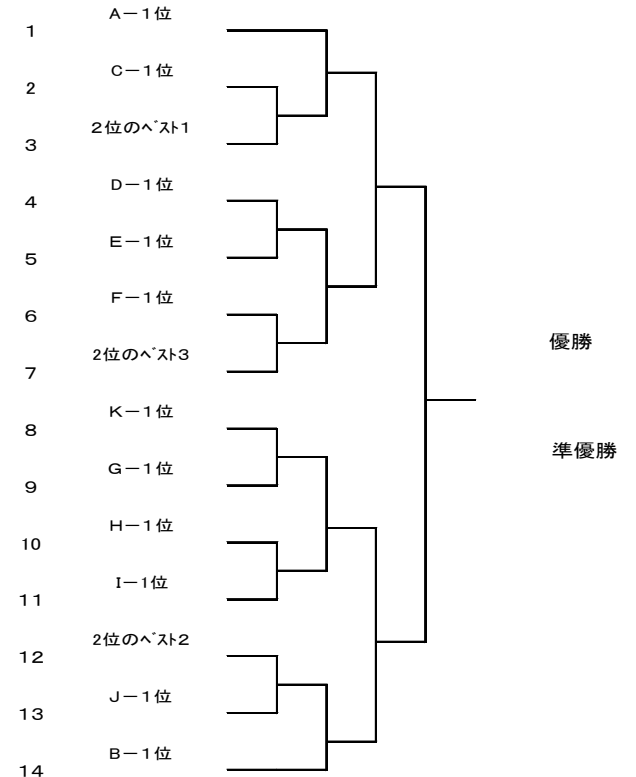 A－1位
1
C－1位
2
2位のベスト1
3
D－1位
4
E－1位
5
F－1位
6
2位のベスト3
7
優勝
K－1位
8
準優勝
G－1位
9
H－1位
10
I－1位
11
2位のベスト2
12
J－1位
13
B－1位
14